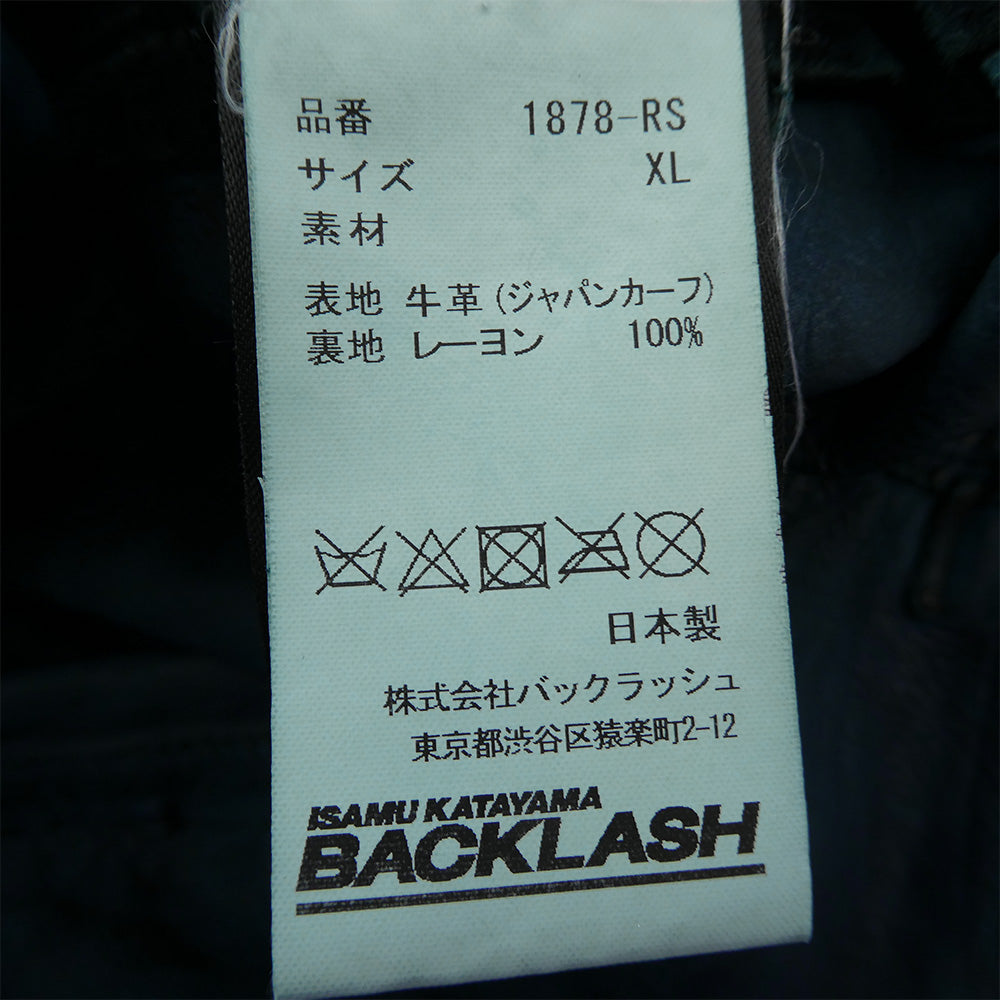 品番 1878-RS
サイズ XL
素材
表地 牛革(ジャパンカーフ)
裏地 レーヨン 100%
日本製
株式会社バックラッシュ
東京都渋谷区猿楽町2-12
ISAMU KATAYAMA
BACKLASH